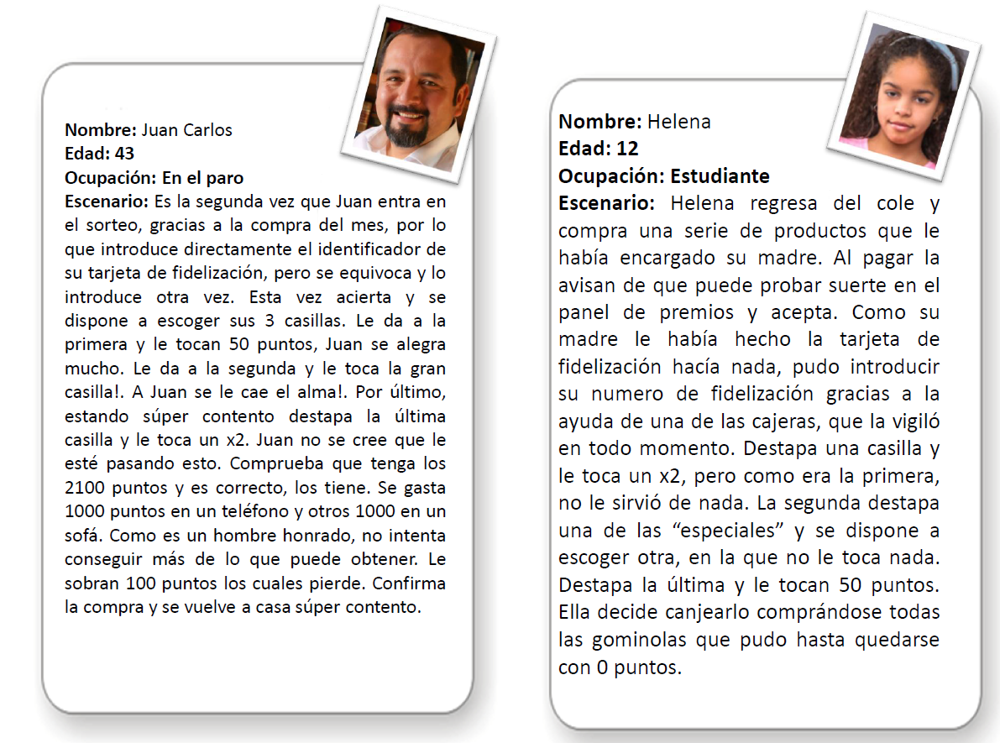 Nombre: Juan Carlos
Edad: 43
Ocupación: En el paro
Escenario: Es la segunda vez que Juan entra en
el sorteo, gracias a la compra del mes, por lo
que introduce directamente el identificador de
su tarjeta de fidelización, pero se equivoca y lo
introduce otra vez. Esta vez acierta y se
dispone a escoger sus 3 casillas. Le da a la
primera y le tocan 50 puntos, Juan se alegra
mucho. Le da a la segunda y le toca la gran
casilla!. A Juan se le cae el alma!. Por último,
estando súper contento destapa la última
casilla y le toca un x2. Juan no se cree que le
esté pasando esto. Comprueba que tenga los
2100 puntos y es correcto, los tiene. Se gasta
1000 puntos en un teléfono y otros 1000 en un
sofá. Como es un hombre honrado, no intenta
conseguir más de lo que puede obtener. Le
sobran 100 puntos los cuales pierde. Confirma
la compra y se vuelve a casa súper contento.
Nombre: Helena
Edad: 12
Ocupación: Estudiante
Escenario: Helena regresa del cole y
compra una serie de productos que le
había encargado su madre. Al pagar la
avisan de que puede probar suerte en el
panel de premios y acepta. Como su
madre le había hecho la tarjeta de
fidelización hacía nada, pudo introducir
su numero de fidelización gracias a la
ayuda de una de las cajeras, que la vigiló
en todo momento. Destapa una casilla y
le toca un x2, pero como era la primera,
no le sirvió de nada. La segunda destapa
una de las “especiales” y se dispone a
escoger otra, en la que no le toca nada.
Destapa la última y le tocan 50 puntos.
Ella decide canjearlo comprándose todas
las gominolas que pudo hasta quedarse
con 0 puntos.